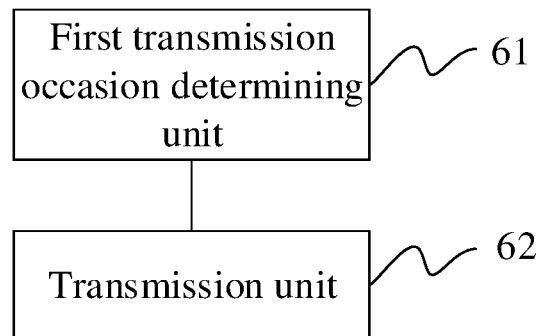 First transmission
occasion determining
unit
61
Transmission unit
62